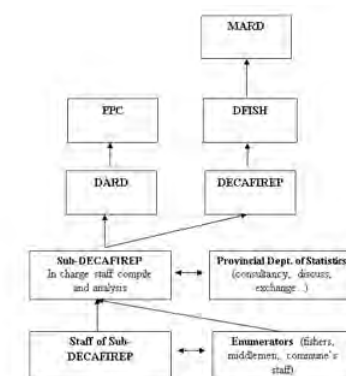 MARD
PPC DFISH
DARD DECAFIREP
Sub-DECAFIREP
In charge staff compile
and analysis
Provincial Dept. of Statistics
(consultancy, discuss,
exchange...)
Staff of Sub-
DECAFIREP
Enumerators (fishers,
middlemen, commune's
staff)